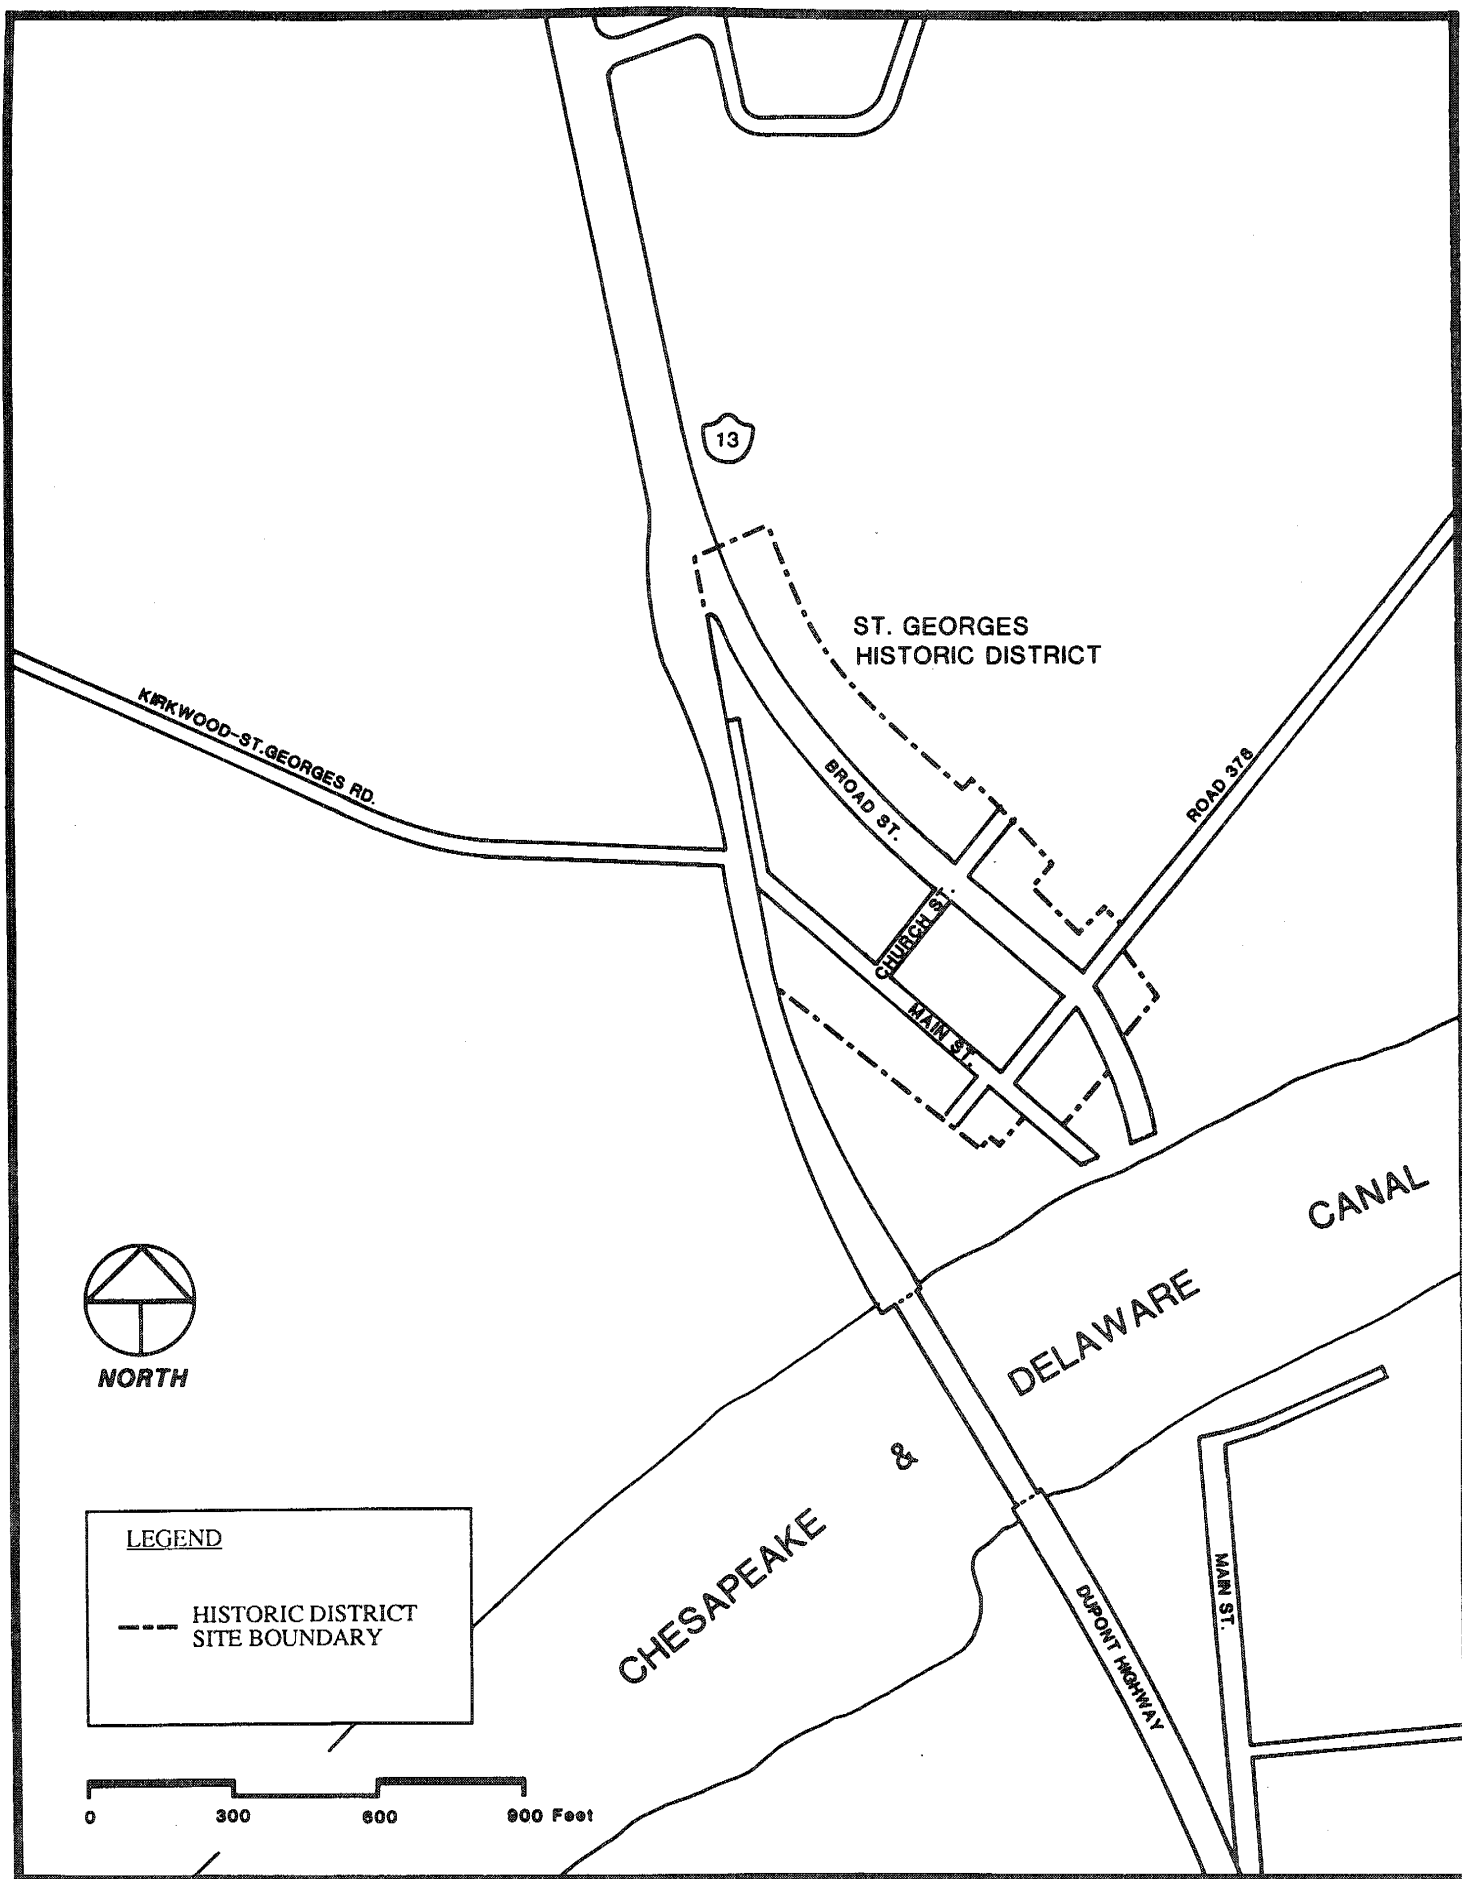 13
ST. GEORGES
HISTORIC DISTRICT
KIRKWOOD-ST.GEORGES RD.
BROAD ST.
ROAD 378
CHURCH ST.
MAIN ST.
CANAL
DELAWARE
&
CHESAPEAKE
NORTH
LEGEND
HISTORIC DISTRICT
SITE BOUNDARY
MAIN ST.
DUPONT HIGHWAY
0 300 600 900 Feet